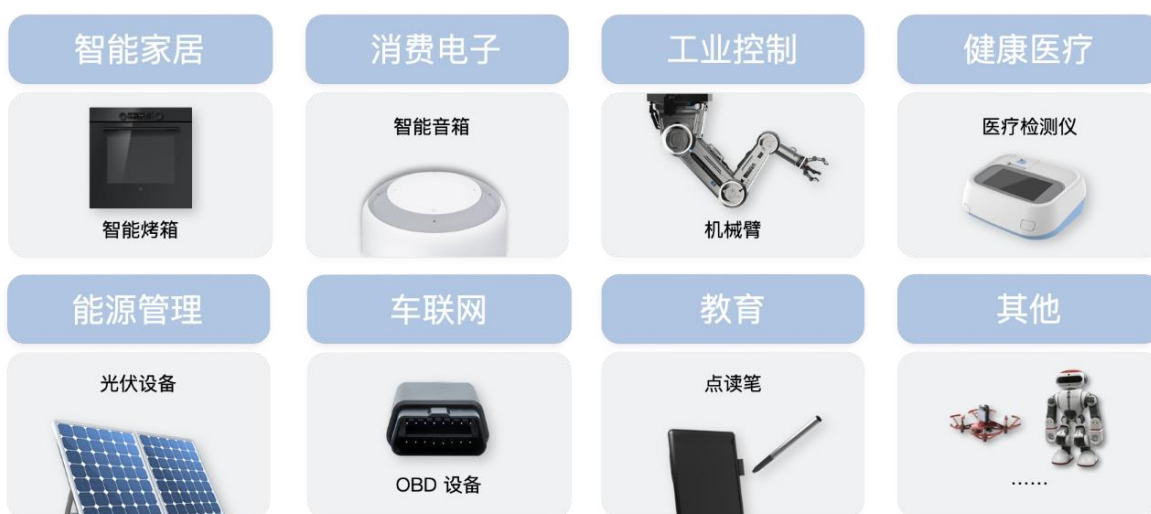 智能家居
消费电子
工业控制
健康医疗
智能烤箱
智能音箱
机械臂
医疗检测仪
能源管理
车联网
教育
其他
光伏设备
OBD 设备
点读笔
……